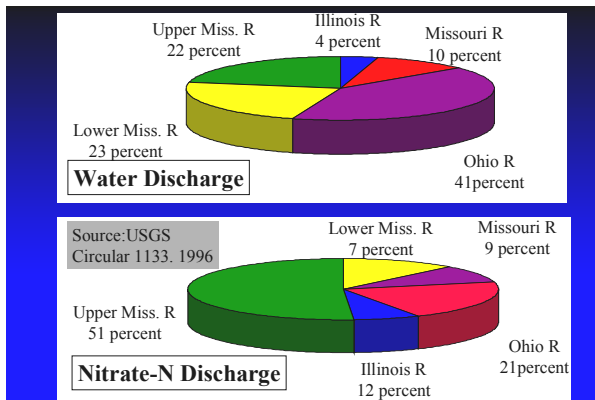 Upper Miss. R
22 percent
Illinois R
4 percent
Missouri R
10 percent
Lower Miss. R
23 percent
Ohio R
41percent
Water Discharge
Source:USGS
Circular 1133. 1996
Lower Miss. R
7 percent
Missouri R
9 percent
Upper Miss. R
51 percent
Ohio R
21percent
Illinois R
12 percent
Nitrate-N Discharge